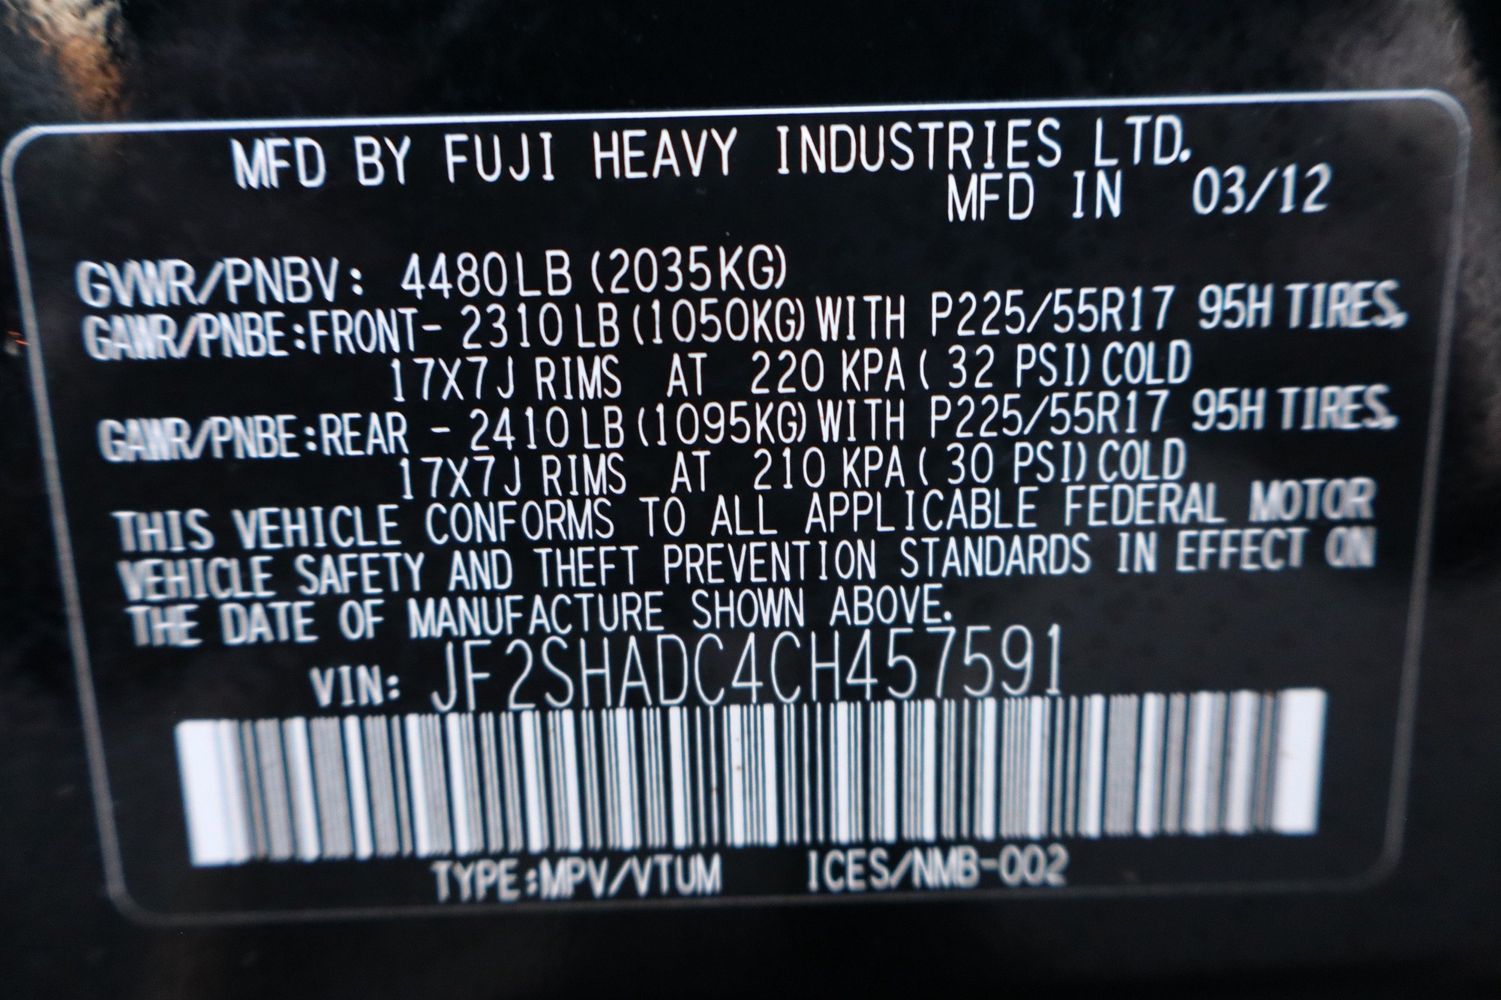 MFD BY FUJI HEAVY INDUSTRIES LTD.
MFD IN 03/12
GVWR/PNBV: 4480LB (2035KG)
GAWR/PNBE:FRONT- 2310LB(1050KG)WITH P225/55R17 95H TIRES,
17X7J RIMS AT 220 KPA( 32 PSI)COLD
GAWR/PNBE:REAR - 2410LB(1095KG)WITH P225/55R17 95H TIRES,
17X7J RIMS AT 210 KPA( 30 PSI)COLD
THIS VEHICLE CONFORMS TO ALL APPLICABLE FEDERAL MOTOR
VEHICLE SAFETY AND THEFT PREVENTION STANDARDS IN EFFECT ON
THE DATE OF MANUFACTURE SHOWN ABOVE.
VIN: JF2SHADC4CH457591
TYPE:MPV/VTUM ICES/NMB-002